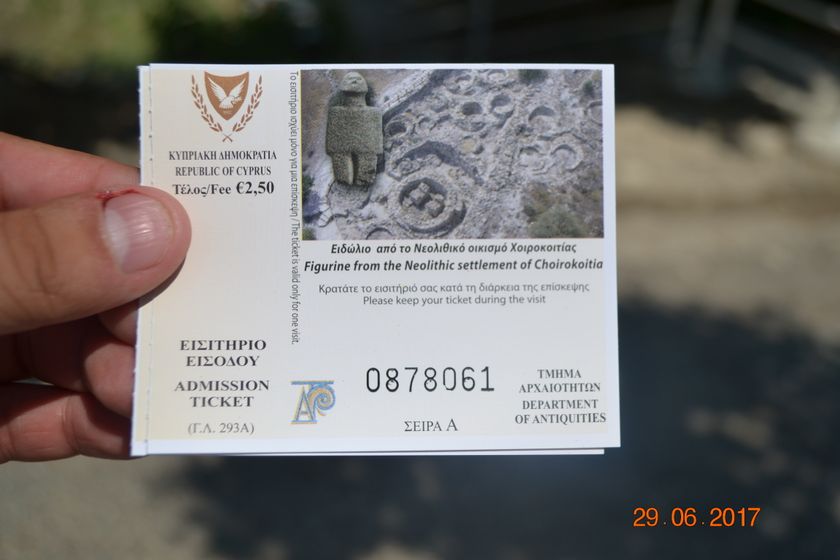 ΚΥΠΡΙΑΚΗ ΔΗΜΟΚΡΑΤΙΑ
REPUBLIC OF CYPRUS
Τέλος/Fee €2,50
Το εισιτήριο ισχύει μόνο για μια επίσκεψη / The ticket is valid only for one visit.
Ειδώλιο από το Νεολιθικό οικισμό Χοιροκοιτίας
Figurine from the Neolithic settlement of Choirokoitia
Κρατάτε το εισιτήριό σας κατά τη διάρκεια της επίσκεψης
Please keep your ticket during the visit
ΕΙΣΙΤΗΡΙΟ
ΕΙΣΟΔΟΥ
ADMISSION
TICKET
(Γ.Λ. 293Α)
0878061
ΣΕΙΡΑ Α
ΤΜΗΜΑ
ΑΡΧΑΙΟΤΗΤΩΝ
DEPARTMENT
OF ANTIQUITIES
29.06.2017